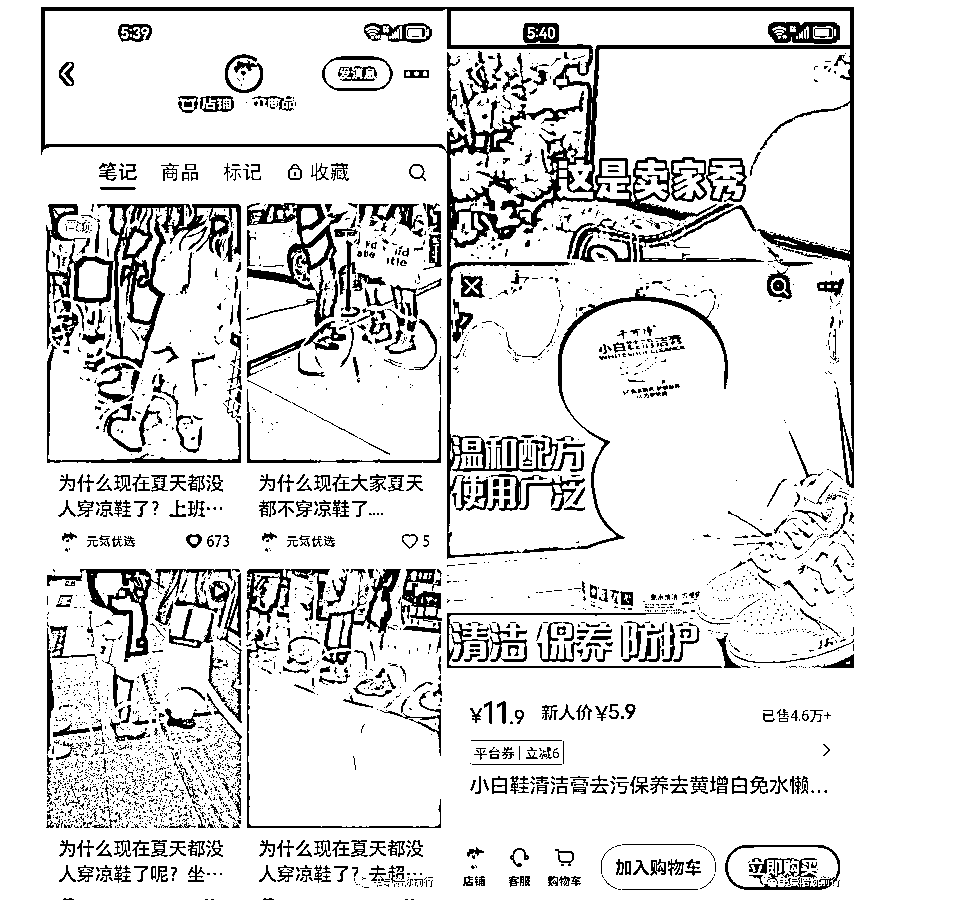 5:39
发消息
店铺
笔记 商品 标记 收藏
为什么现在夏天都没
人穿凉鞋了？上班…
元气优选 673
为什么现在大家夏天
都不穿凉鞋了....
元气优选 5
为什么现在夏天都没
人穿凉鞋了呢？坐…
为什么现在夏天都没
人穿凉鞋了？去超…
5:40
这是卖家秀
小白鞋清洁膏
温和配方
使用广泛
清洁 保养 防护
¥11.9 新人价¥5.9 已售4.6万+
平台券 | 立减6
小白鞋清洁膏去污保养去黄增白免水懒…
店铺 客服 购物车 加入购物车 立即购买